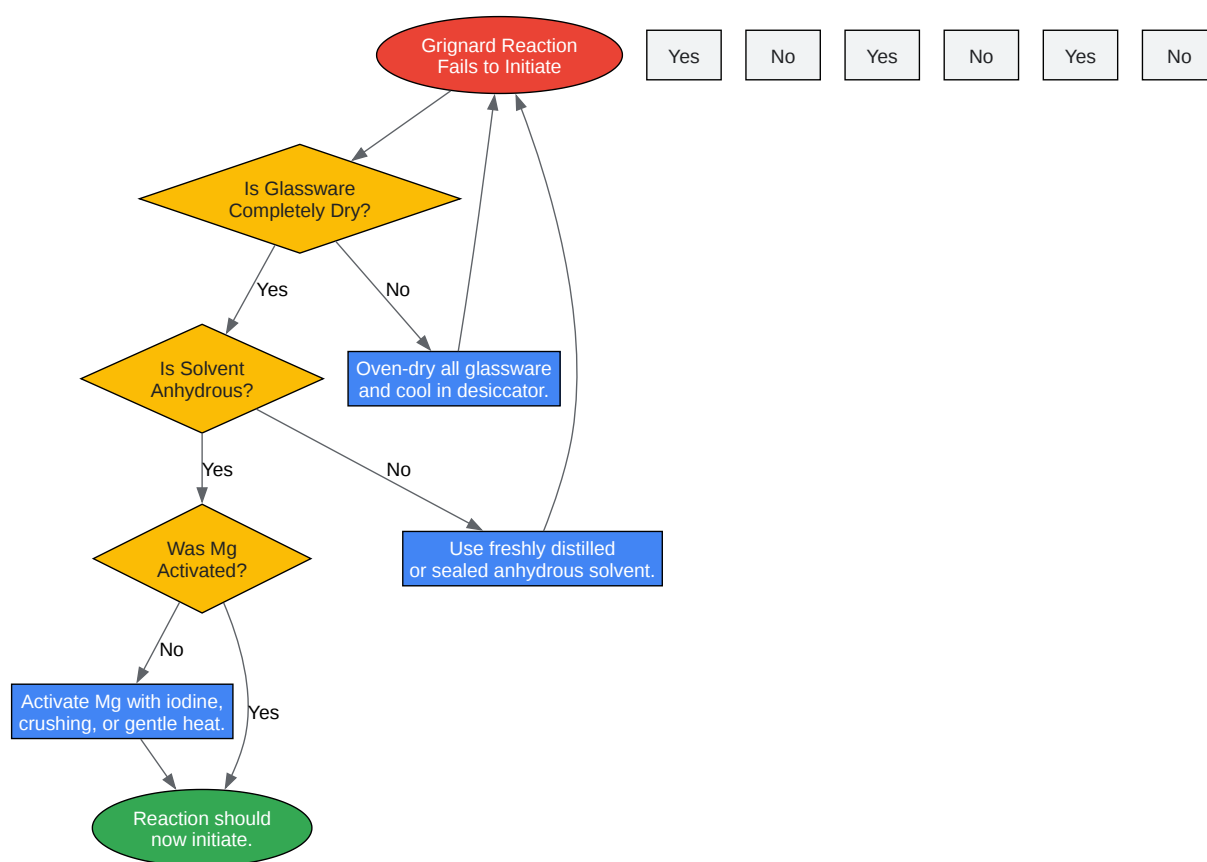 Grignard Reaction
Fails to Initiate
Yes
No
Yes
No
Yes
No
Is Glassware
Completely Dry?
Yes
No
Is Solvent
Anhydrous?
Oven-dry all glassware
and cool in desiccator.
Yes
No
Was Mg
Activated?
Use freshly distilled
or sealed anhydrous solvent.
No
Yes
Activate Mg with iodine,
crushing, or gentle heat.
Reaction should
now initiate.